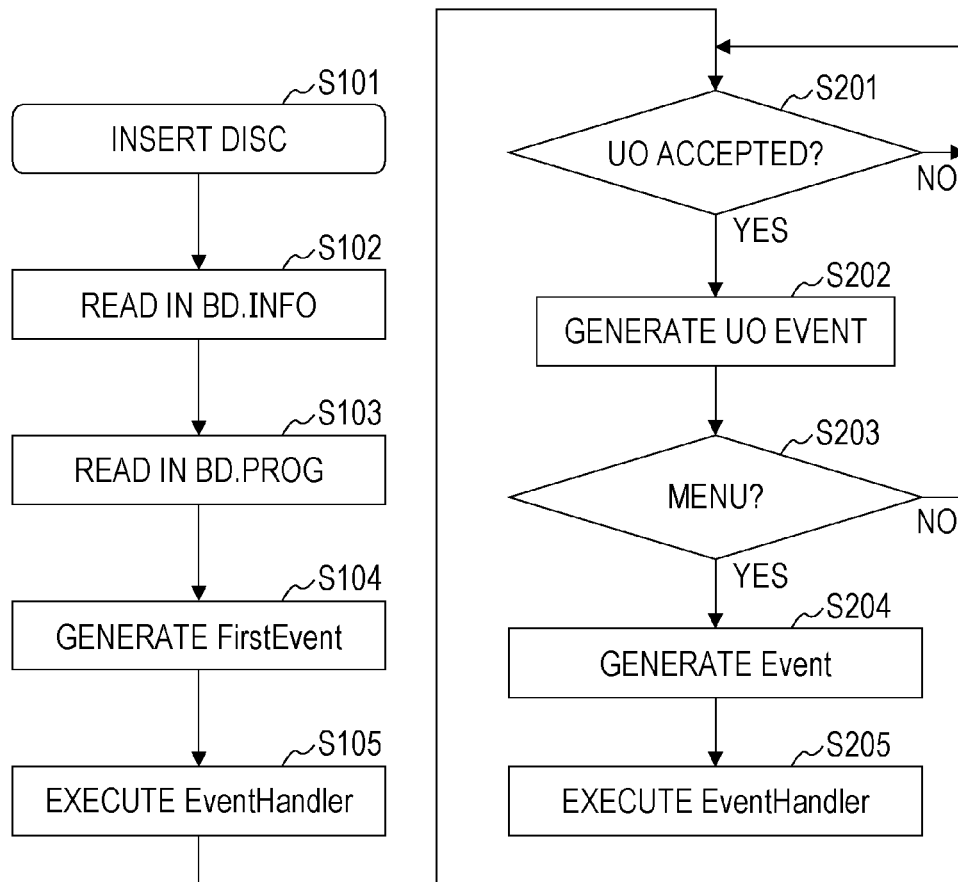 S101
INSERT DISC
S102
READ IN BD.INFO
S103
READ IN BD.PROG
S104
GENERATE FirstEvent
S105
EXECUTE EventHandler
S201
UO ACCEPTED?
NO
YES
S202
GENERATE UO EVENT
S203
MENU?
NO
YES
S204
GENERATE Event
S205
EXECUTE EventHandler